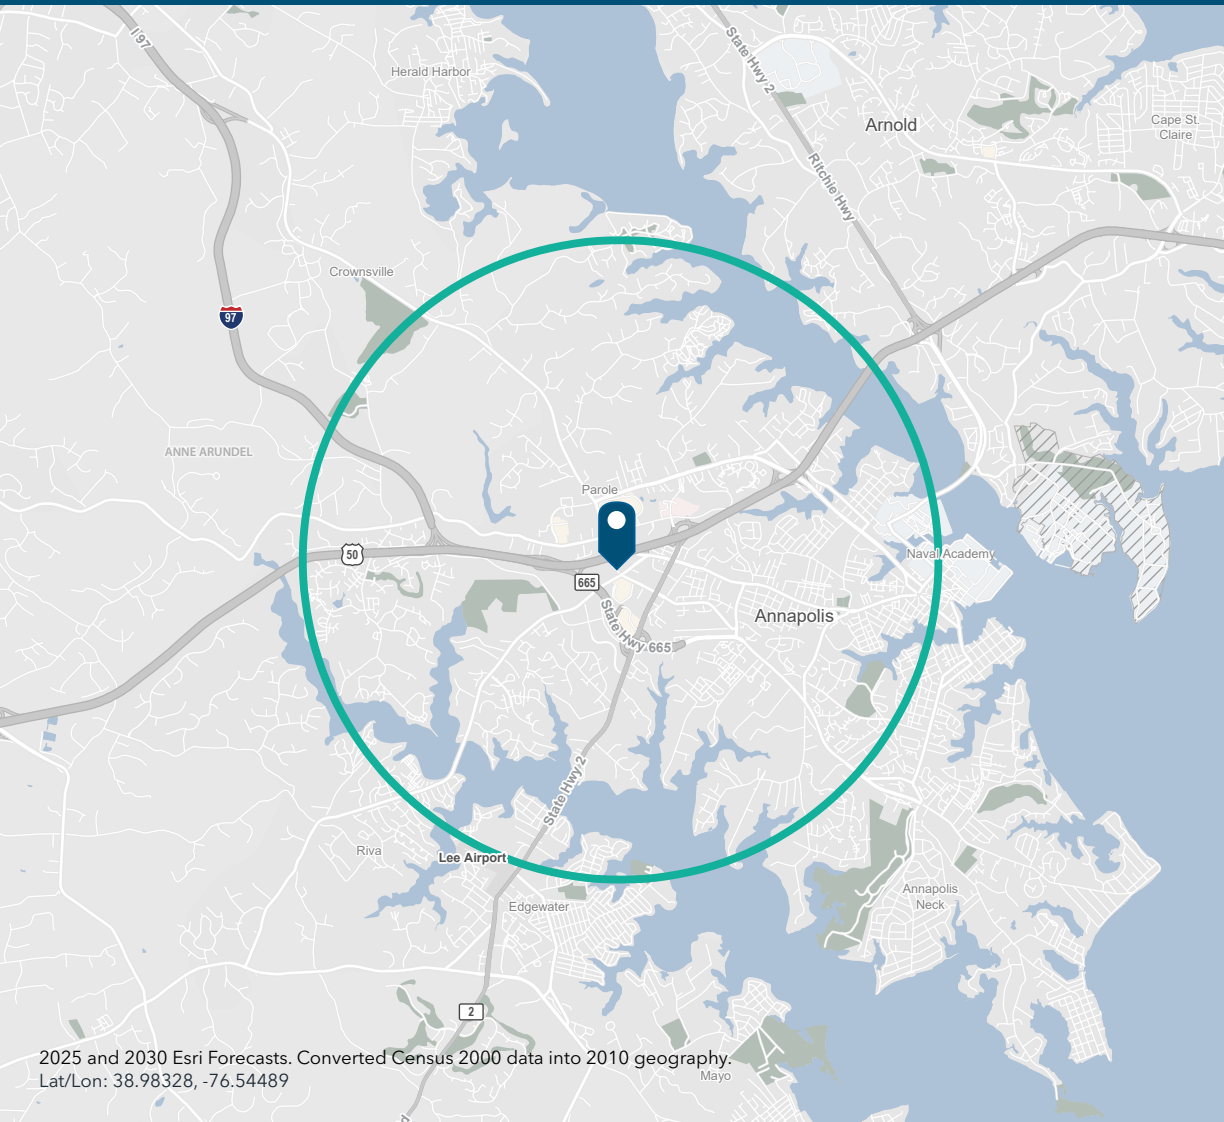 I 97
State Hwy 2
Herald Harbor
Arnold
Cape St.
Claire
Ritchie Hwy
Crownsville
97
ANNE ARUNDEL
Parole
50
Naval Academy
665
State Hwy 665
Annapolis
State Hwy 2
Riva
Lee Airport
Annapolis
Neck
Edgewater
2
2025 and 2030 Esri Forecasts. Converted Census 2000 data into 2010 geography.
Mayo
Lat/Lon: 38.98328, -76.54489